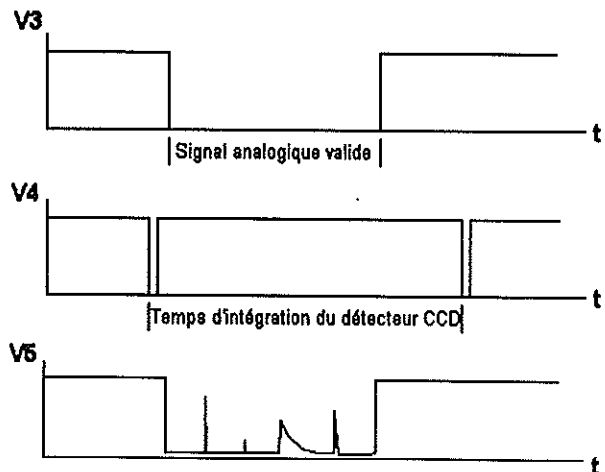 V3
t
Signal analogique valide
V4
t
Temps d'intégration du détecteur CCD
V5
t